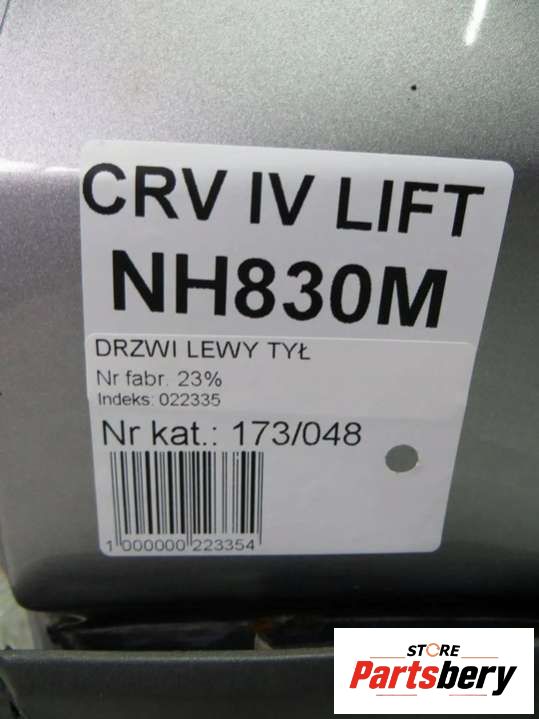 CRV IV LIFT
NH830M
DRZWI LEWY TYŁ
Nr fabr. 23%
Indeks: 022335
Nr kat.: 173/048
1 000000 223354
STORE
Partsbery